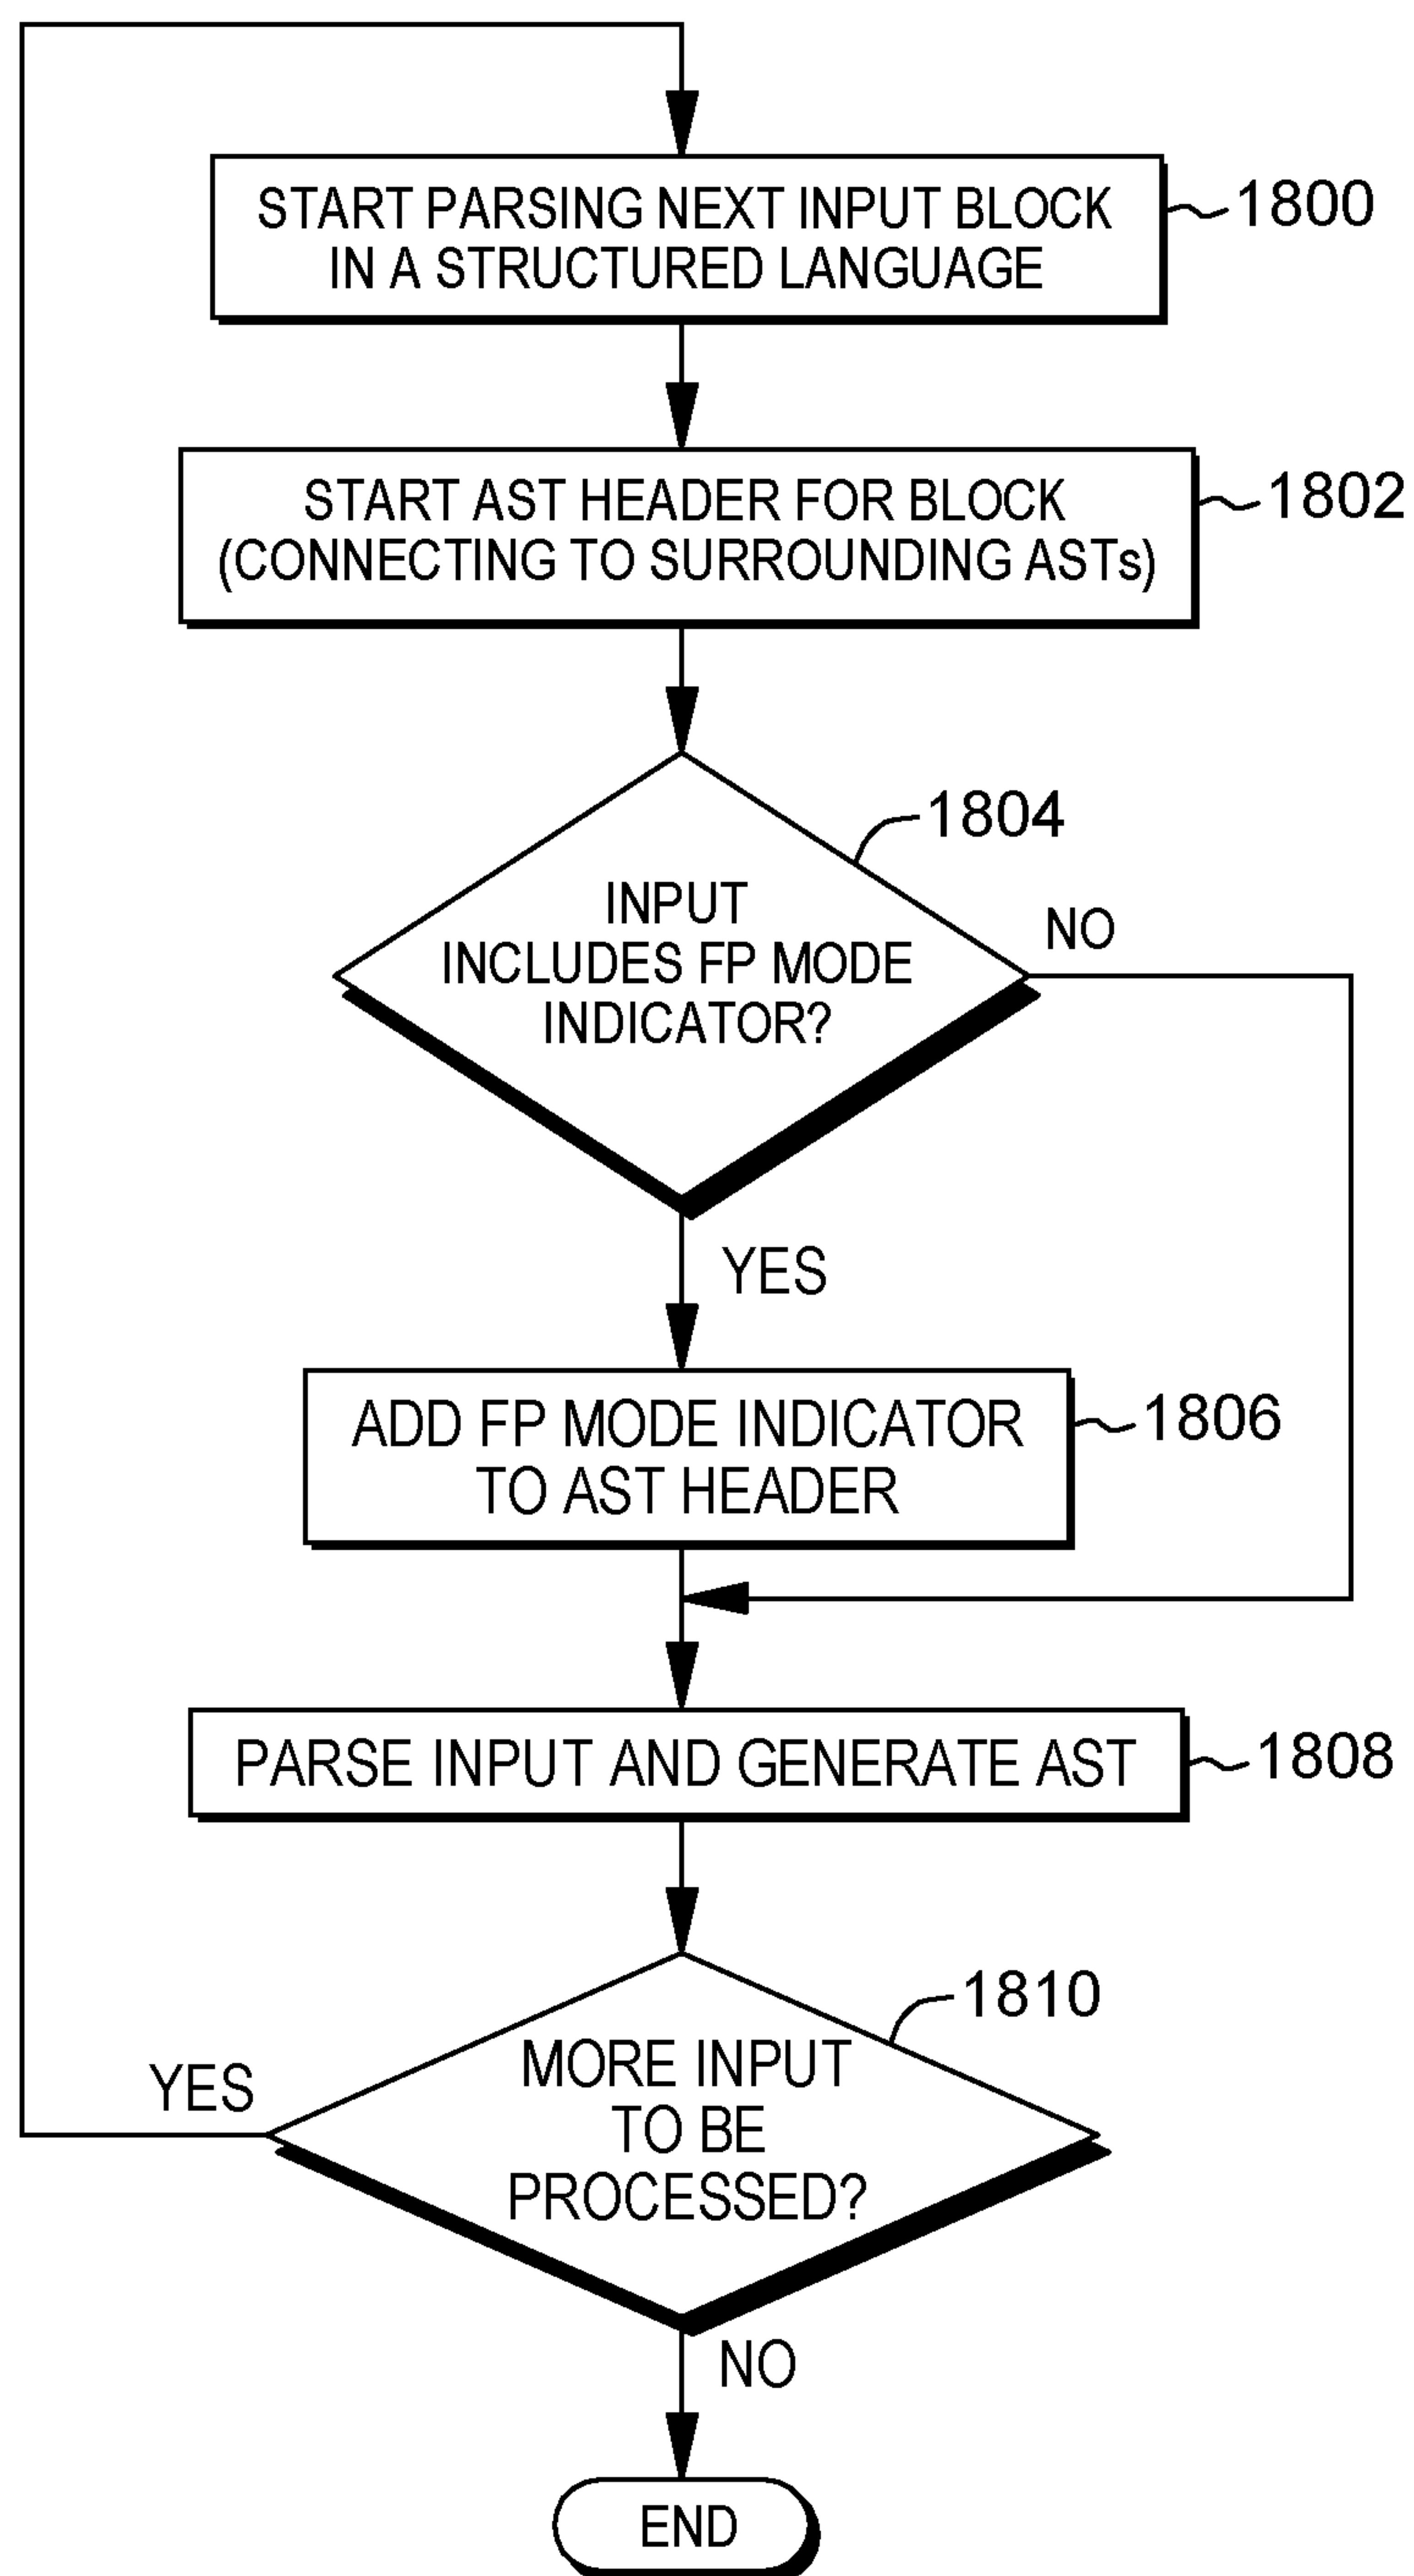 START PARSING NEXT INPUT BLOCK
IN A STRUCTURED LANGUAGE
1800
START AST HEADER FOR BLOCK
(CONNECTING TO SURROUNDING ASTs)
1802
1804
INPUT
INCLUDES FP MODE
INDICATOR?
NO
YES
ADD FP MODE INDICATOR
TO AST HEADER
1806
PARSE INPUT AND GENERATE AST
1808
1810
MORE INPUT
TO BE
PROCESSED?
YES
NO
END